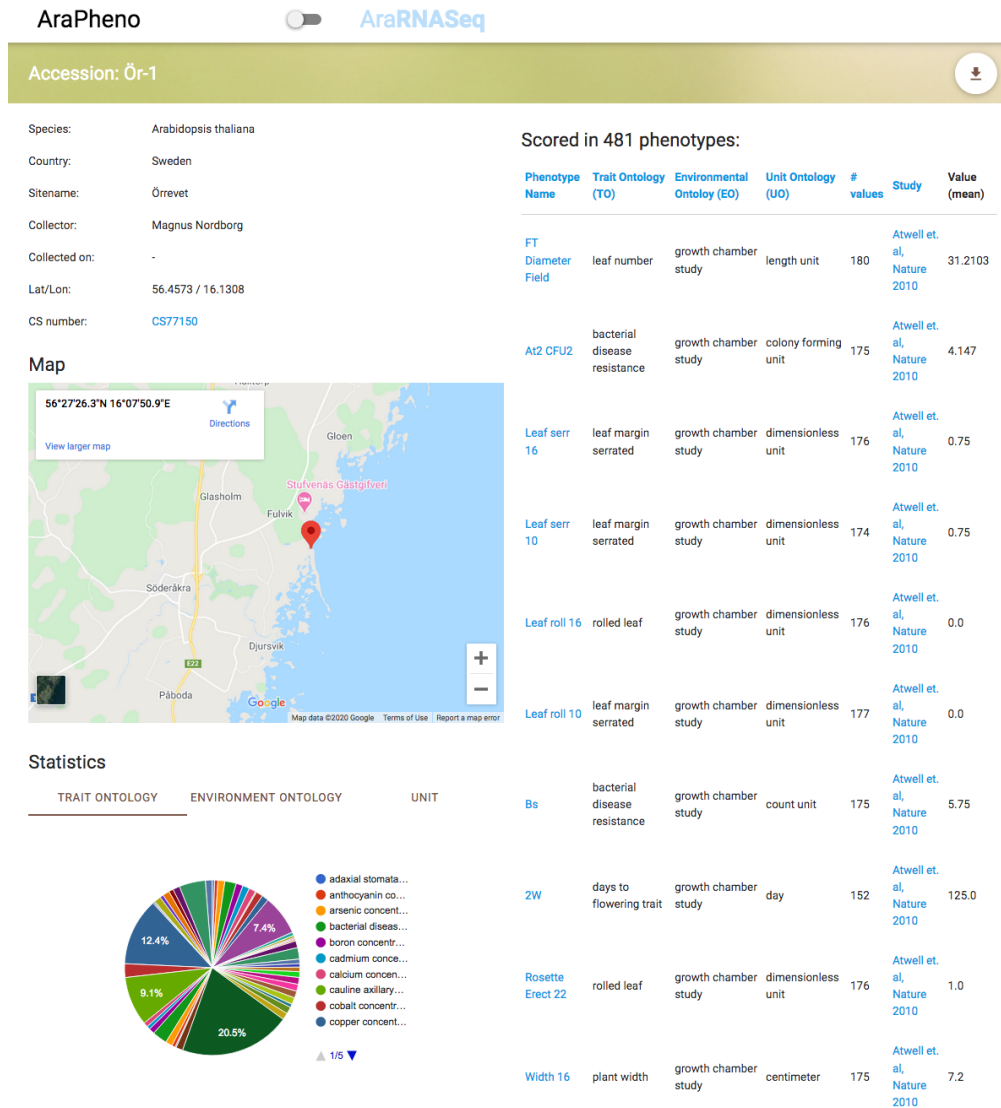 AraPheno
AraRNASeq
Accession: Ör-1
Species: Arabidopsis thaliana
Country: Sweden
Sitename: Örrevet
Collector: Magnus Nordborg
Collected on: -
Lat/Lon: 56.4573 / 16.1308
CS number: CS77150
Map
56°27'26.3"N 16°07'50.9"E
Directions
View larger map
Gloen
Stufvenäs Gästgifveri
Glasholm
Fulvik
Söderåkra
Djursvik
E22
Påboda
Google
Map data ©2020 Google Terms of Use Report a map error
Statistics
TRAIT ONTOLOGY ENVIRONMENT ONTOLOGY UNIT
7.4%
12.4%
9.1%
20.5%
adaxial stomata...
anthocyanin co...
arsenic concent...
bacterial diseas...
boron concentr...
cadmium conce...
calcium concen...
cauline axillary...
cobalt concentr...
copper concent...
1/5
Scored in 481 phenotypes:
Phenotype Trait Ontology Environmental Unit Ontology # Study Value
Name (TO) Ontoloy (EO) (UO) values (mean)
FT
Diameter
Field
leaf number
growth chamber
study
length unit
180
Atwell et.
al,
Nature
2010
31.2103
At2 CFU2
bacterial
disease
resistance
growth chamber
study
colony forming
unit
175
Atwell et.
al,
Nature
2010
4.147
Leaf serr
16
leaf margin
serrated
growth chamber
study
dimensionless
unit
176
Atwell et.
al,
Nature
2010
0.75
Leaf serr
10
leaf margin
serrated
growth chamber
study
dimensionless
unit
174
Atwell et.
al,
Nature
2010
0.75
Leaf roll 16
rolled leaf
growth chamber
study
dimensionless
unit
176
Atwell et.
al,
Nature
2010
0.0
Leaf roll 10
leaf margin
serrated
growth chamber
study
dimensionless
unit
177
Atwell et.
al,
Nature
2010
0.0
Bs
bacterial
disease
resistance
growth chamber
study
count unit
175
Atwell et.
al,
Nature
2010
5.75
2W
days to
flowering trait
growth chamber
study
day
152
Atwell et.
al,
Nature
2010
125.0
Rosette
Erect 22
rolled leaf
growth chamber
study
dimensionless
unit
176
Atwell et.
al,
Nature
2010
1.0
Width 16
plant width
growth chamber
study
centimeter
175
Atwell et.
al,
Nature
2010
7.2